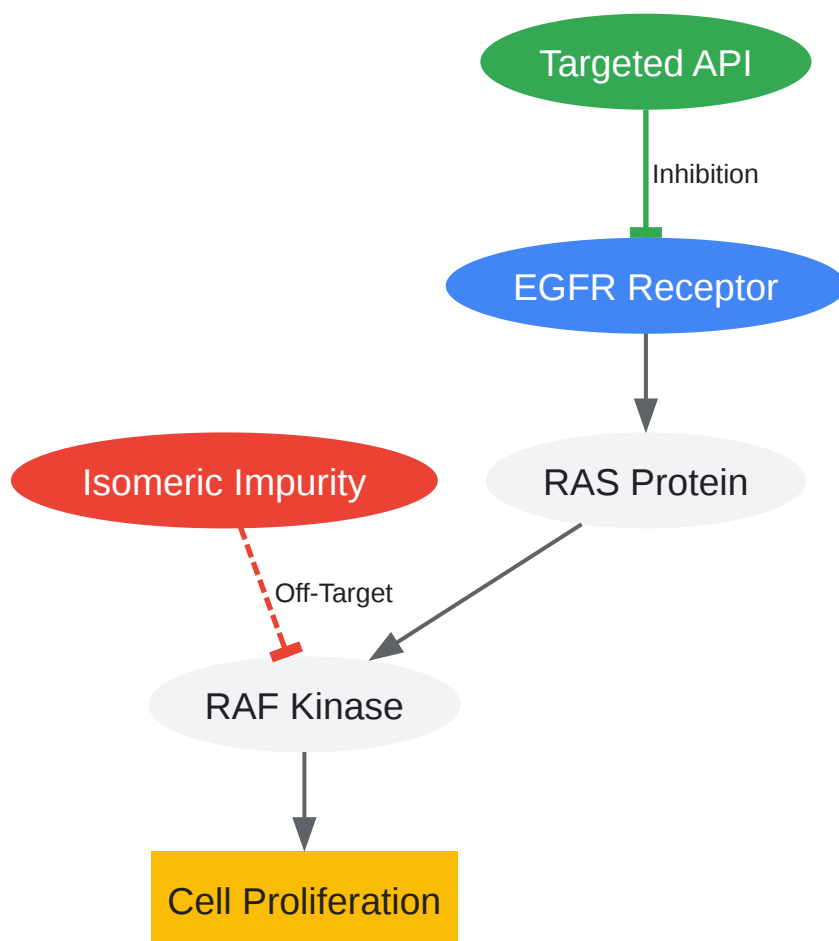 Targeted API
Inhibition
EGFR Receptor
Isomeric Impurity
RAS Protein
Off-Target
RAF Kinase
Cell Proliferation